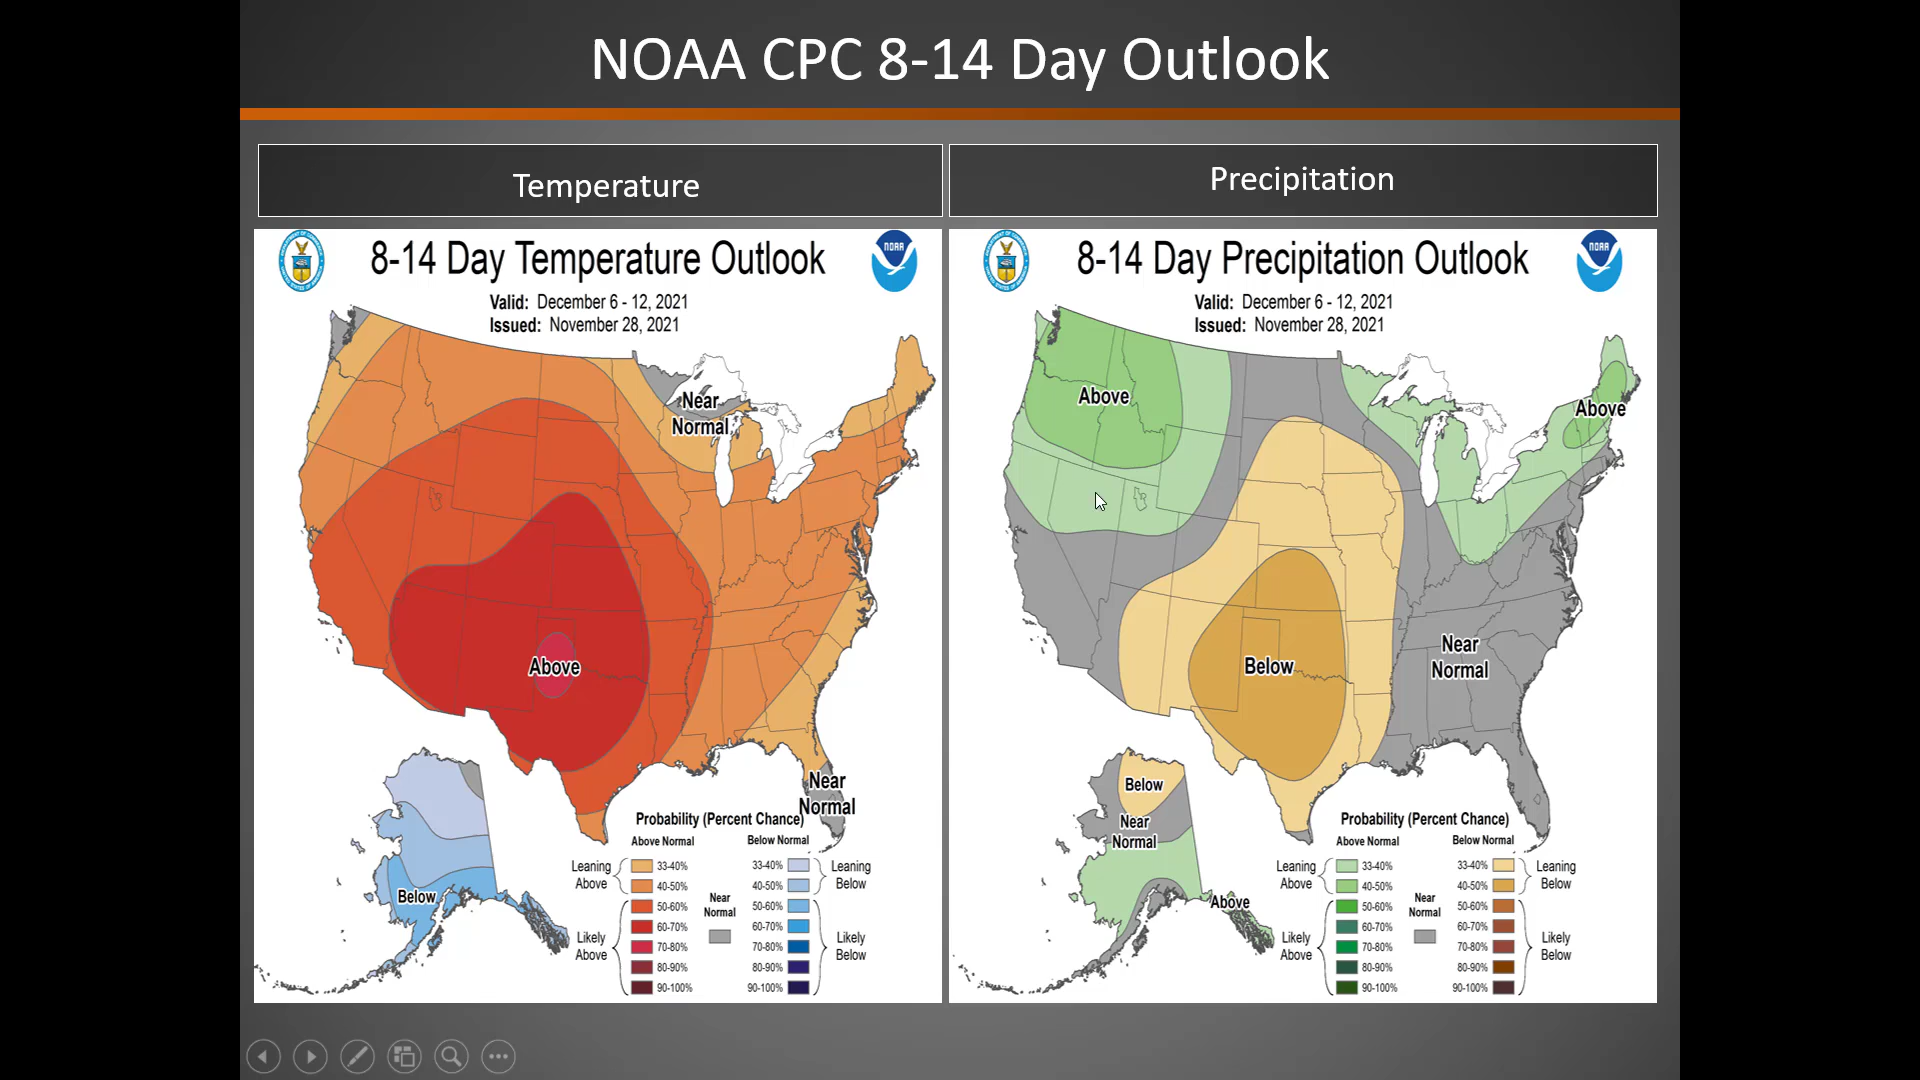 NOAA CPC 8-14 Day Outlook
Temperature
Precipitation
8-14 Day Temperature Outlook
NOAA
Valid: December 6 - 12, 2021
Issued: November 28, 2021
Near
Normal
Above
Near
Normal
Below
Probability (Percent Chance)
Above Normal
Below Normal
Leaning
Above
33-40%
40-50%
50-60%
60-70%
70-80%
80-90%
90-100%
Likely
Above
Near
Normal
33-40%
40-50%
50-60%
60-70%
70-80%
80-90%
90-100%
Leaning
Below
Likely
Below
8-14 Day Precipitation Outlook
NOAA
Valid: December 6 - 12, 2021
Issued: November 28, 2021
Above
Above
Below
Near
Normal
Below
Near
Normal
Above
Probability (Percent Chance)
Above Normal
Below Normal
Leaning
Above
33-40%
40-50%
50-60%
60-70%
70-80%
80-90%
90-100%
Likely
Above
Near
Normal
33-40%
40-50%
50-60%
60-70%
70-80%
80-90%
90-100%
Leaning
Below
Likely
Below